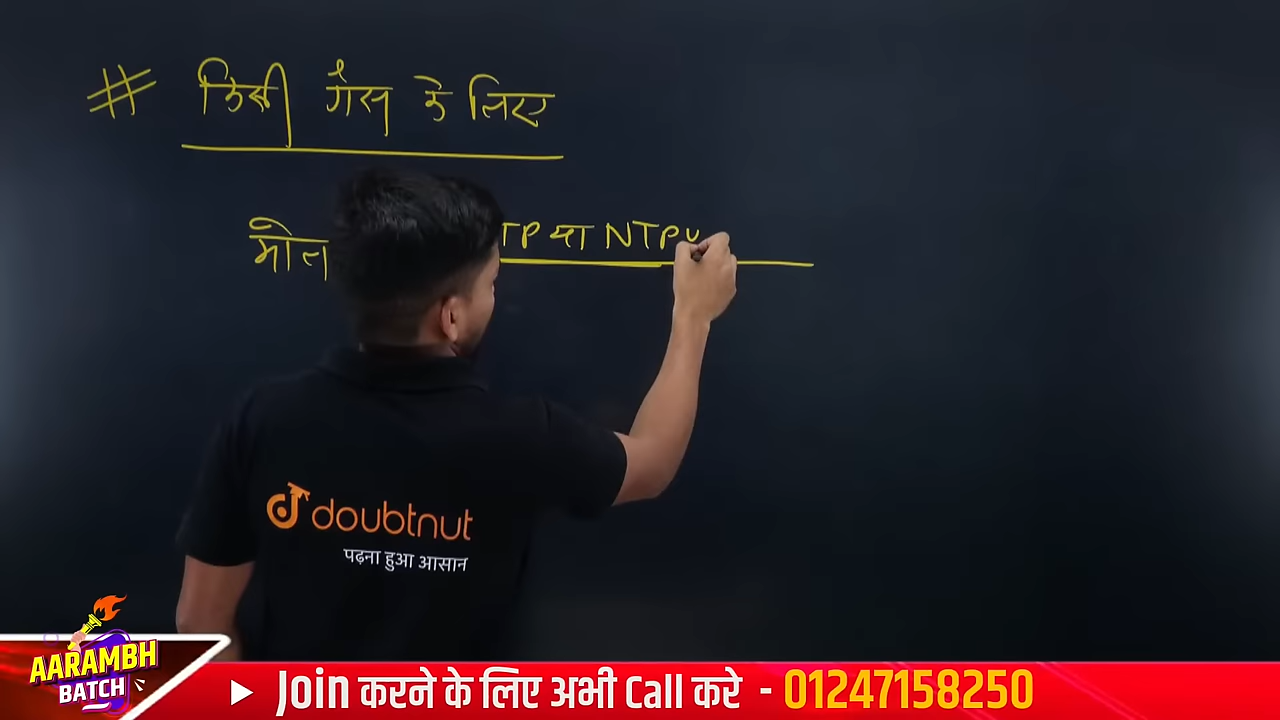 # किसी गैस के लिए
मोल TP या NTP प
doubtnut
पढ़ना हुआ आसान
AARAMBH
BATCH
Join करने के लिए अभी Call करे - 01247158250